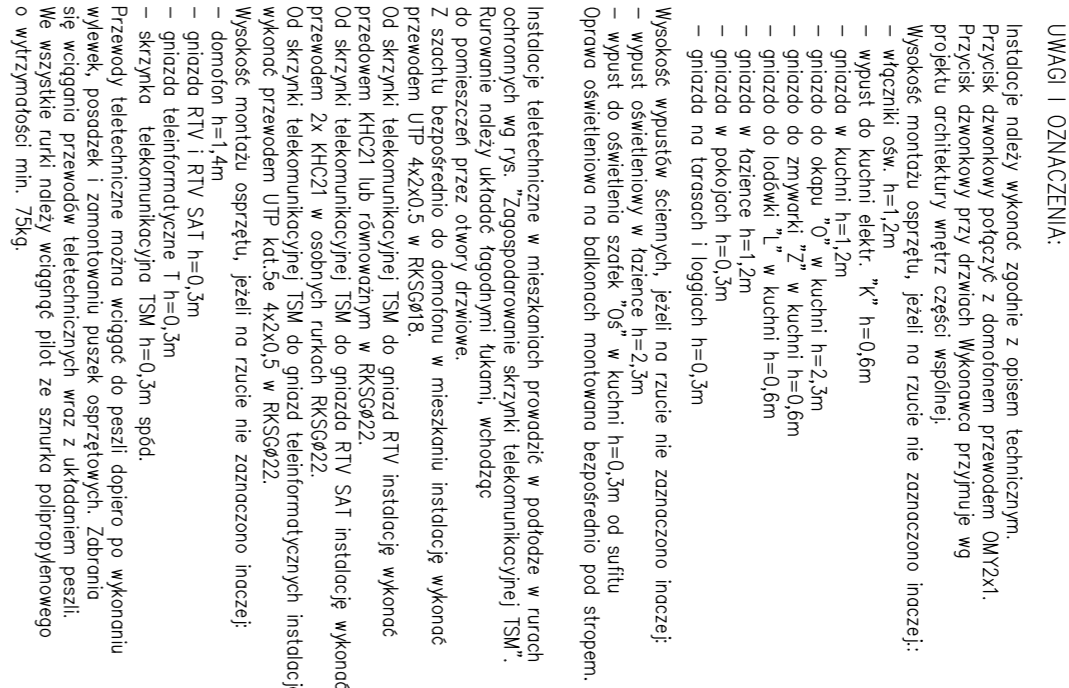 UWAGI I OZNACZENIA:
Instalacje należy wykonać zgodnie z opisem technicznym.
Przycisk dzwonkowy połączyć z domofonem przewodem OMY2x1.
Przycisk dzwonkowy przy drzwiach Wykonawca przyjmuje wg
projektu architektury wnętrz części wspólnej.
Wysokość montażu osprzętu, jeżeli na rzucie nie zaznaczono inaczej.:
– włączniki ośw. h=1,2m
– wypust do kuchni elektr. "K" h=0,6m
– gniazda w kuchni h=1,2m
– gniazdo do okapu "O" w kuchni h=2,3m
– gniazdo do zmywarki "Z" w kuchni h=0,6m
– gniazdo do lodówki "L" w kuchni h=0,6m
– gniazda w łazience h=1,2m
– gniazda w pokojach h=0,3m
– gniazda na tarasach i loggiach h=0,3m
Wysokość wypustów ściennych, jeżeli na rzucie nie zaznaczono inaczej:
– wypust oświetleniowy w łazience h=2,3m
– wypust do oświetlenia szafek "Oś" w kuchni h=0,3m od sufitu
Oprawa oświetleniowa na balkonach montowana bezpośrednio pod stropem.
Instalacje teletechniczne w mieszkaniach prowadzić w podłodze w rurach
ochronnych wg rys. "Zagospodarowanie skrzynki telekomunikacyjnej TSM".
Rurowanie należy układać łagodnymi łukami, wchodząc
do pomieszczeń przez otwory drzwiowe.
Z szachtu bezpośrednio do domofonu w mieszkaniu instalację wykonać
przewodem UTP 4x2x0.5 w RKSGø18.
Od skrzynki telekomunikacyjnej TSM do gniazd RTV instalację wykonać
przedowem KHC21 lub równoważnym w RKSGø22.
Od skrzynki telekomunikacyjnej TSM do gniazda RTV SAT instalację wykonać
przewodem 2x KHC21 w osobnych rurkach RKSGø22.
Od skrzynki telekomunikacyjnej TSM do gniazd teleinformatycznych instalację
wykonać przewodem UTP kat.5e 4x2x0,5 w RKSGø22.
Wysokość montażu osprzętu, jeżeli na rzucie nie zaznaczono inaczej:
– domofon h=1,4m
– gniazda RTV i RTV SAT h=0,3m
– gniazda teleinformatyczne T h=0,3m
– skrzynka telekomunikacyjna TSM h=0,3m spód.
Przewody teletechniczne można wciągać do peszli dopiero po wykonaniu
wylewek, posadzek i zamontowaniu puszek osprzętowych. Zabrania
się wciągania przewodów teletechnicznych wraz z układaniem peszli.
We wszystkie rurki należy wciągnąć pilot ze sznurka polipropylenowego
o wytrzymałości min. 75kg.